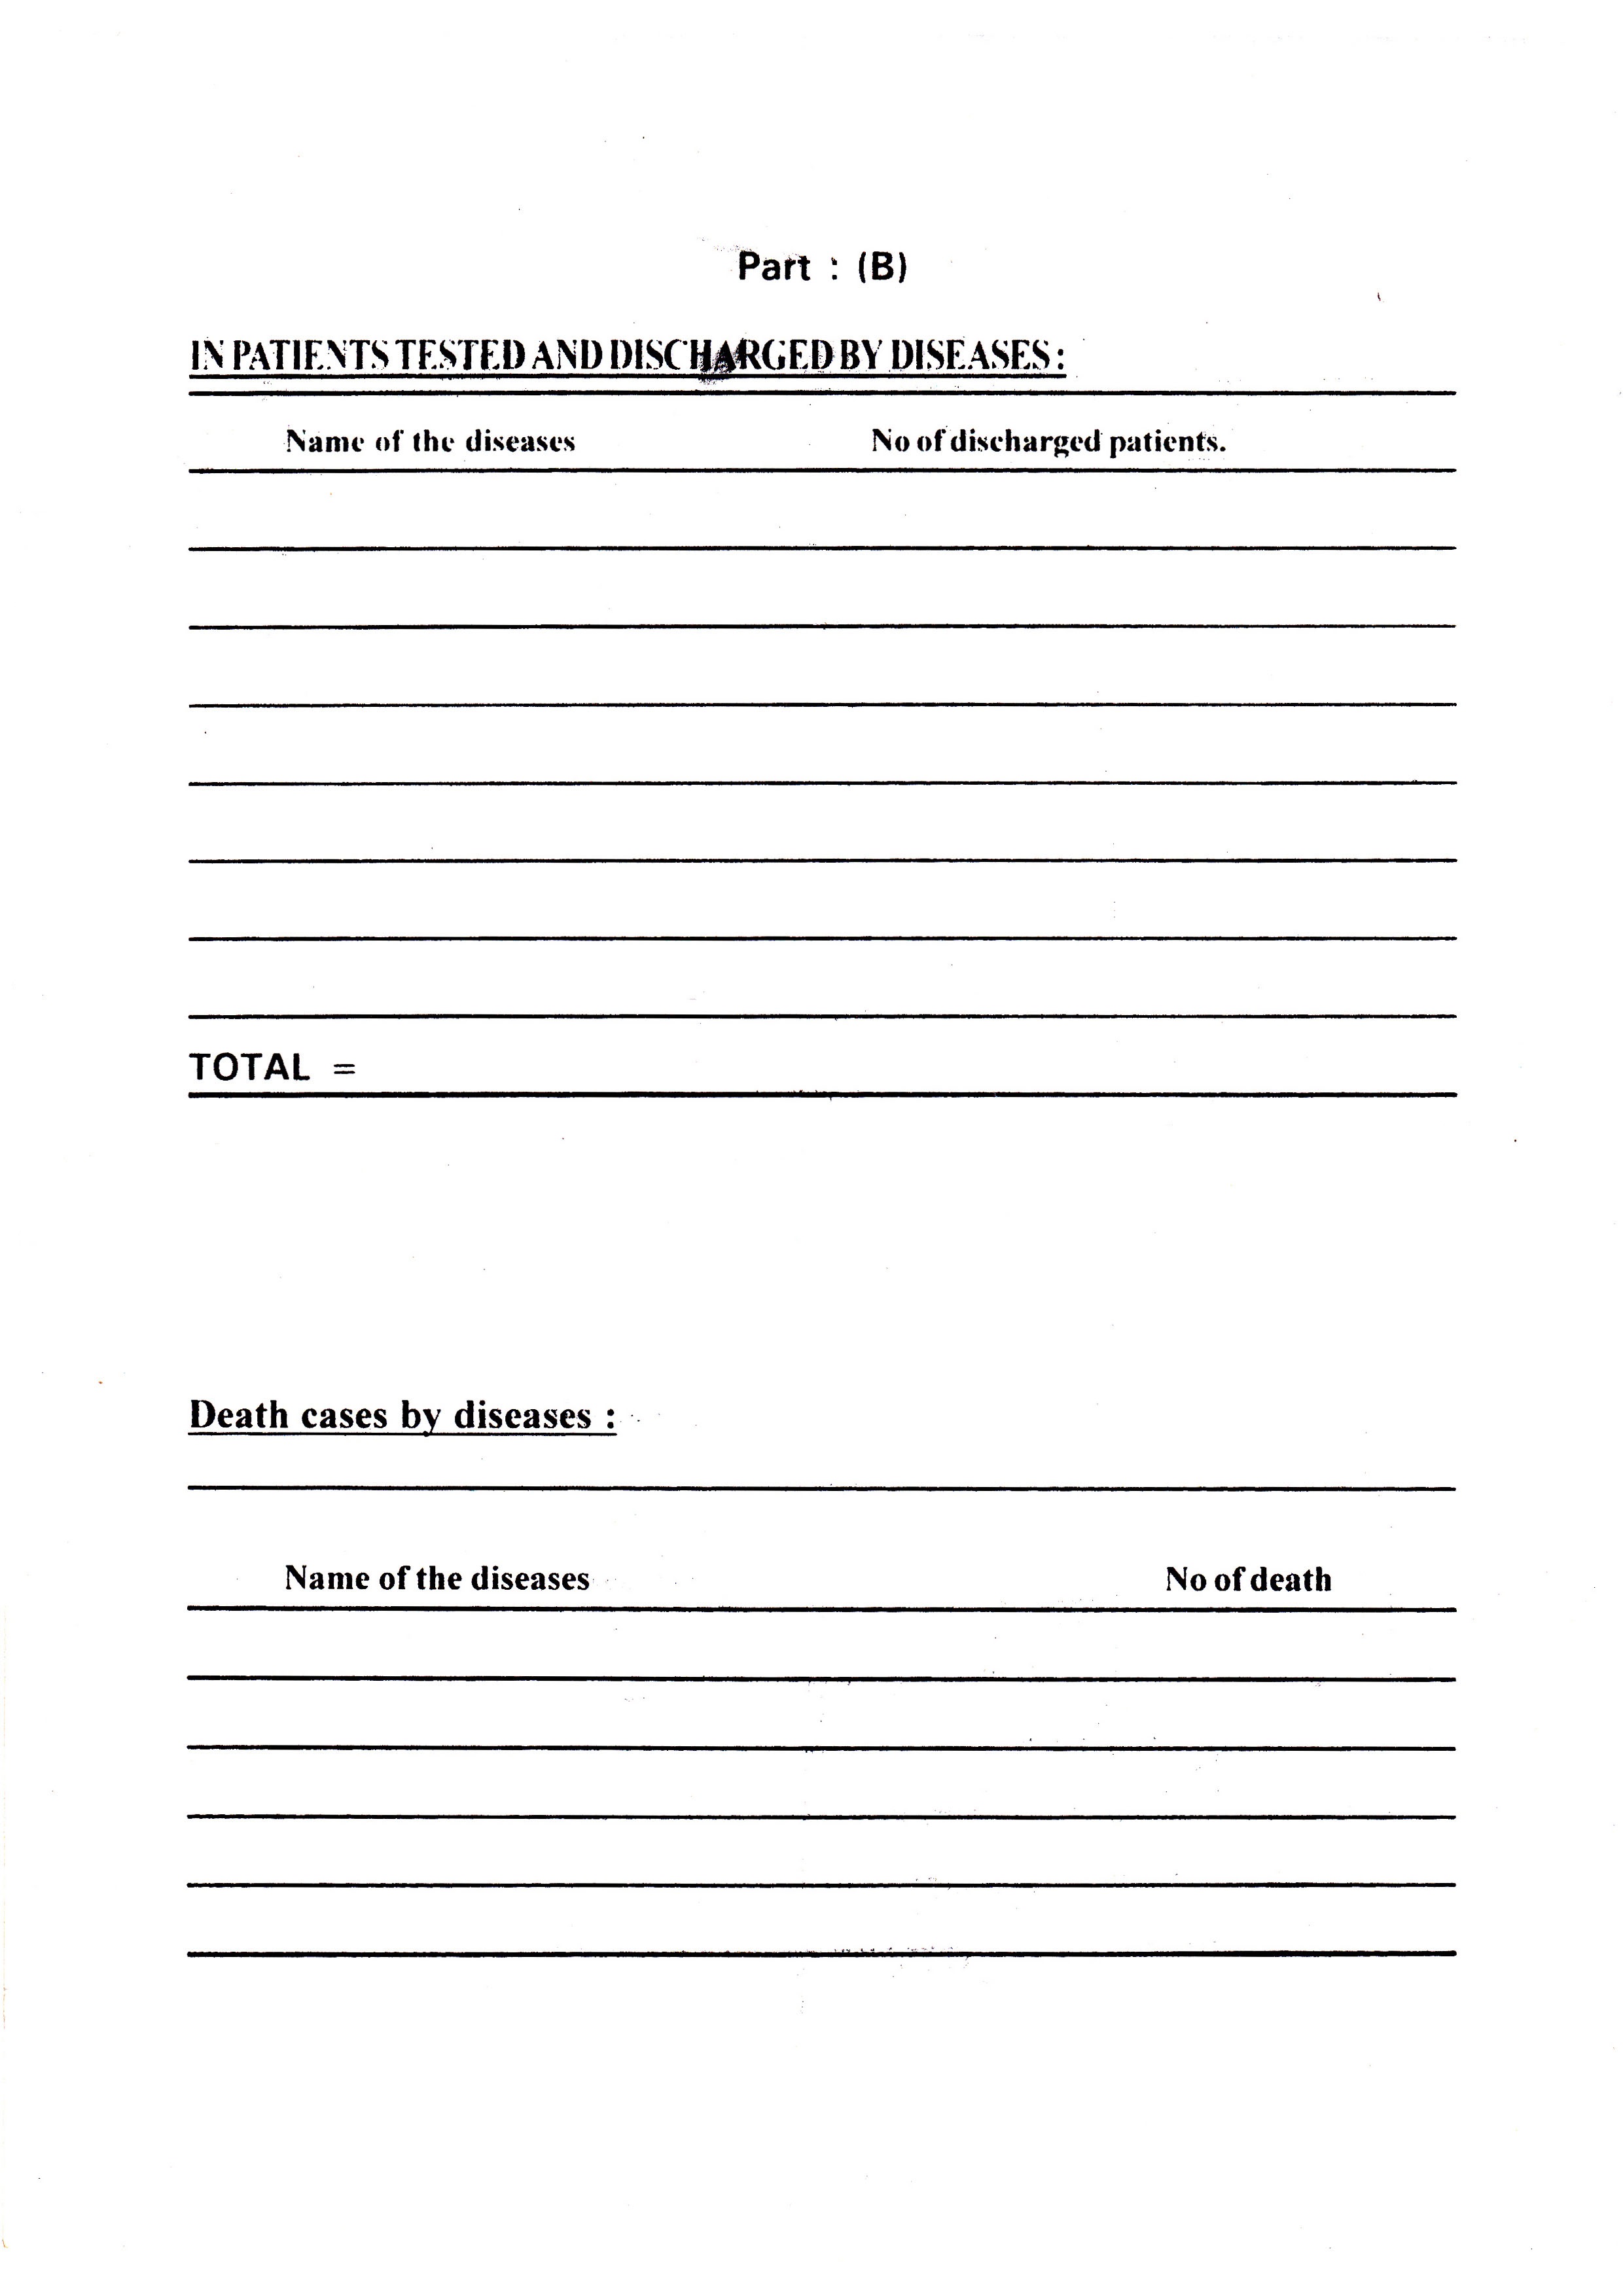 Part : (B)
IN PATIENTS TESTED AND DISCHARGED BY DISEASES :
Name of the diseases No of discharged patients.
TOTAL =
Death cases by diseases :
Name of the diseases No of death